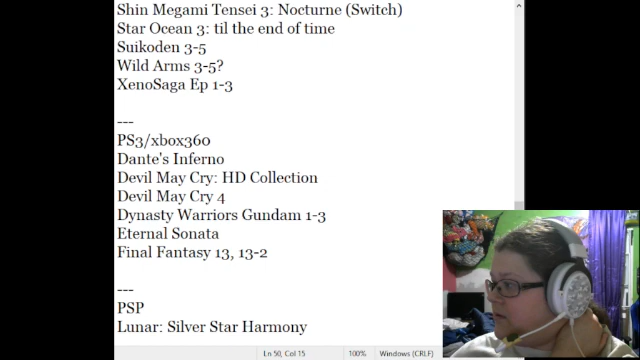 Shin Megami Tensei 3: Nocturne (Switch)
Star Ocean 3: til the end of time
Suikoden 3-5
Wild Arms 3-5?
XenoSaga Ep 1-3
---
PS3/xbox360
Dante's Inferno
Devil May Cry: HD Collection
Devil May Cry 4
Dynasty Warriors Gundam 1-3
Eternal Sonata
Final Fantasy 13, 13-2
---
PSP
Lunar: Silver Star Harmony
Ln 50, Col 15 100% Windows (CRLF)